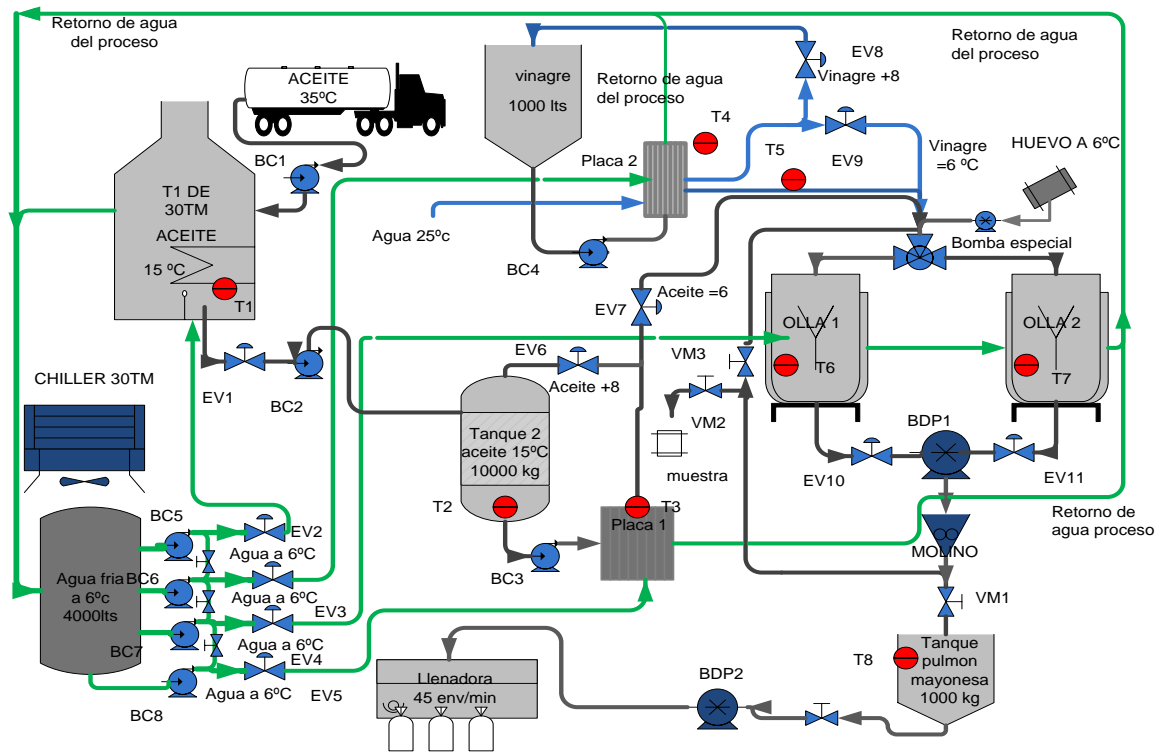 Retorno de agua
del proceso
ACEITE
35ºC
vinagre
1000 lts
Retorno de agua
del proceso
EV8
Vinagre +8
Retorno de agua
del proceso
T4
T5
EV9
Vinagre
=6 ºC
HUEVO A 6ºC
BC1
Placa 2
T1 DE
30TM
ACEITE
15 ºC
T1
Agua 25ºc
BC4
Bomba especial
Aceite =6
EV7
OLLA 1
T6
OLLA 2
T7
EV6
Aceite +8
VM3
CHILLER 30TM
EV1
BC2
VM2
muestra
BDP1
Tanque 2
aceite 15ºC
10000 kg
T2
T3
Placa 1
BC3
EV10
EV11
Retorno de
agua proceso
MOLINO
BC5
EV2
Agua a 6ºC
Agua fria
a 6ºc
4000lts
BC6
Agua a 6ºC
EV3
BC7
Agua a 6ºC
EV4
Agua a 6ºC
EV5
BC8
VM1
Tanque
pulmon
mayonesa
1000 kg
T8
BDP2
Llenadora
45 env/min